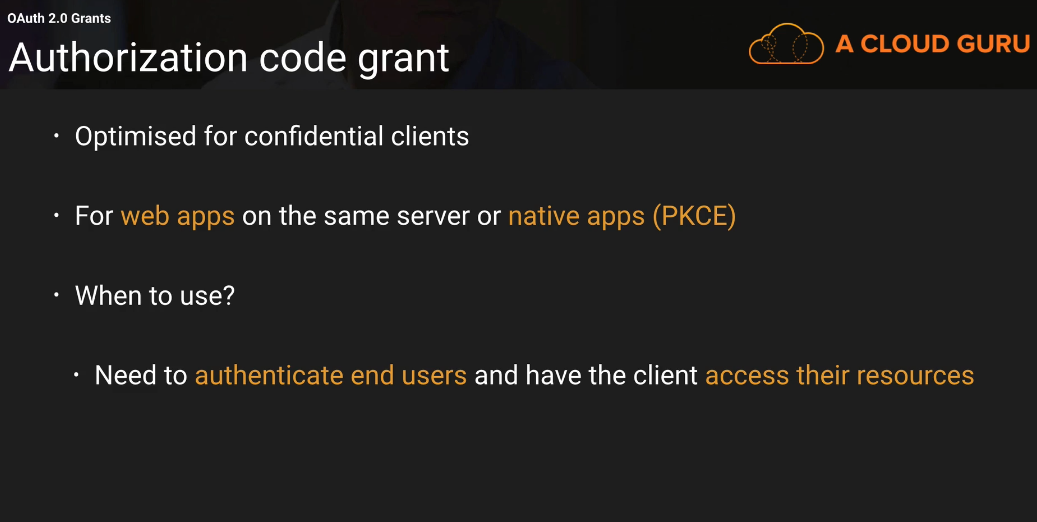 OAuth 2.0 Grants
Authorization code grant
A CLOUD GURU
· Optimised for confidential clients
· For web apps on the same server or native apps (PKCE)
· When to use?
· Need to authenticate end users and have the client access their resources